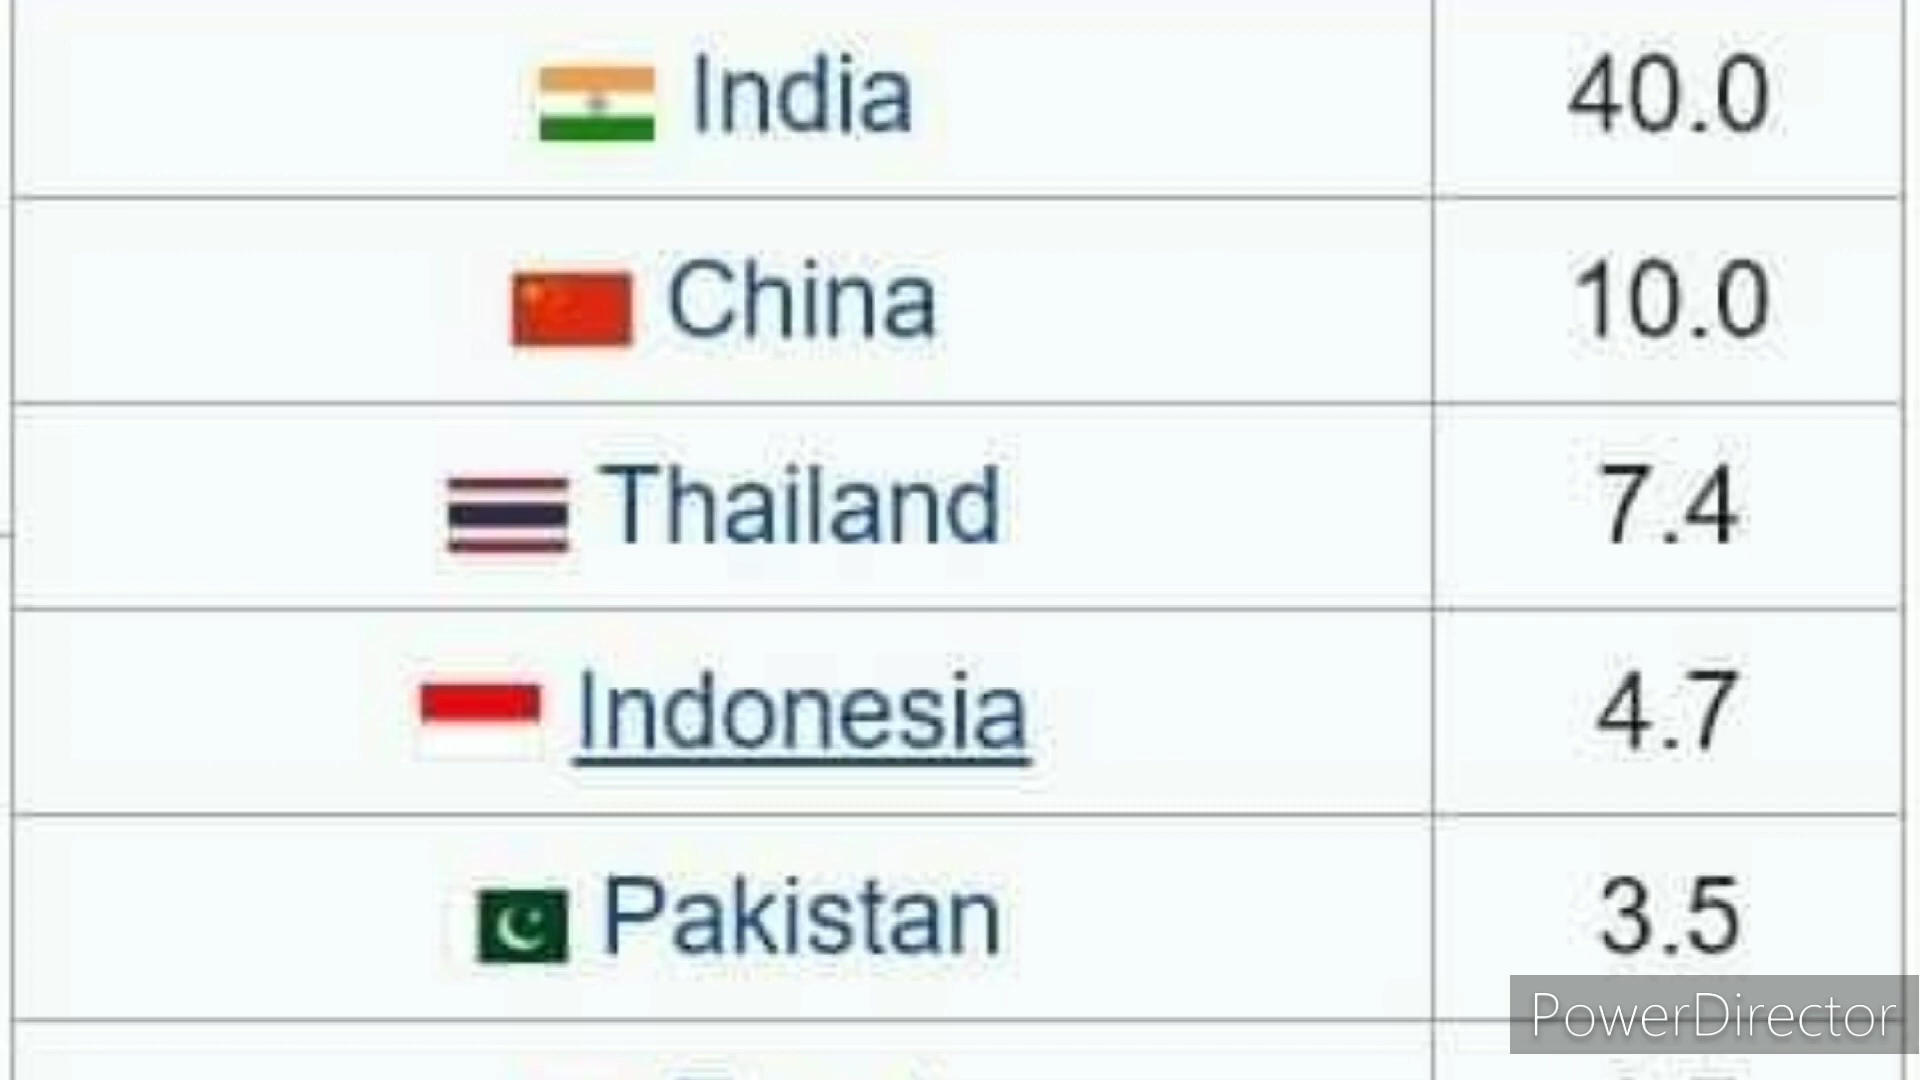 India 40.0
China 10.0
Thailand 7.4
Indonesia 4.7
Pakistan 3.5
PowerDirector